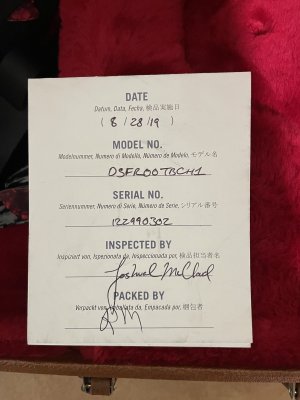 DATE
Datum, Data, Fecha, 検品実施日
( 8 / 28 / 19 )
MODEL NO.
Modelnummer, Numero di Modello, Número de Modelo, モデル名
DSFR00TBCH1
SERIAL NO.
Seriennummer, Numero di Serie, Número de Serie, シリアル番号
122990302
INSPECTED BY
Inspiziert von, Ispezionata da, Inspeccionada por, 検品担当者名
PACKED BY
Verpackt von, Imballata da, Empacada por, 梱包者